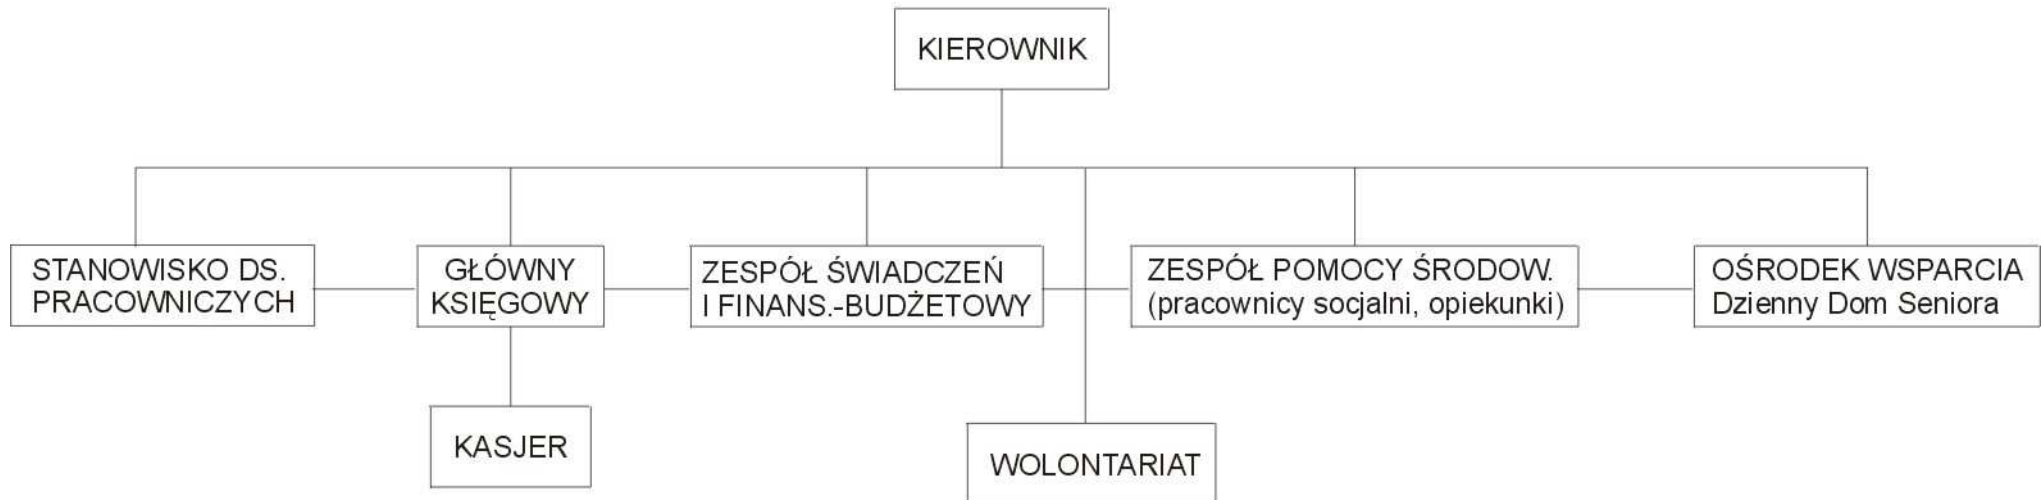 KIEROWNIK
STANOWISKO DS.
PRACOWNICZYCH
GŁÓWNY
KSIĘGOWY
ZESPÓŁ ŚWIADCZEŃ
I FINANS.-BUDŻETOWY
ZESPÓŁ POMOCY ŚRODOW.
(pracownicy socjalni, opiekunki)
OŚRODEK WSPARCIA
Dzienny Dom Seniora
KASJER
WOLONTARIAT